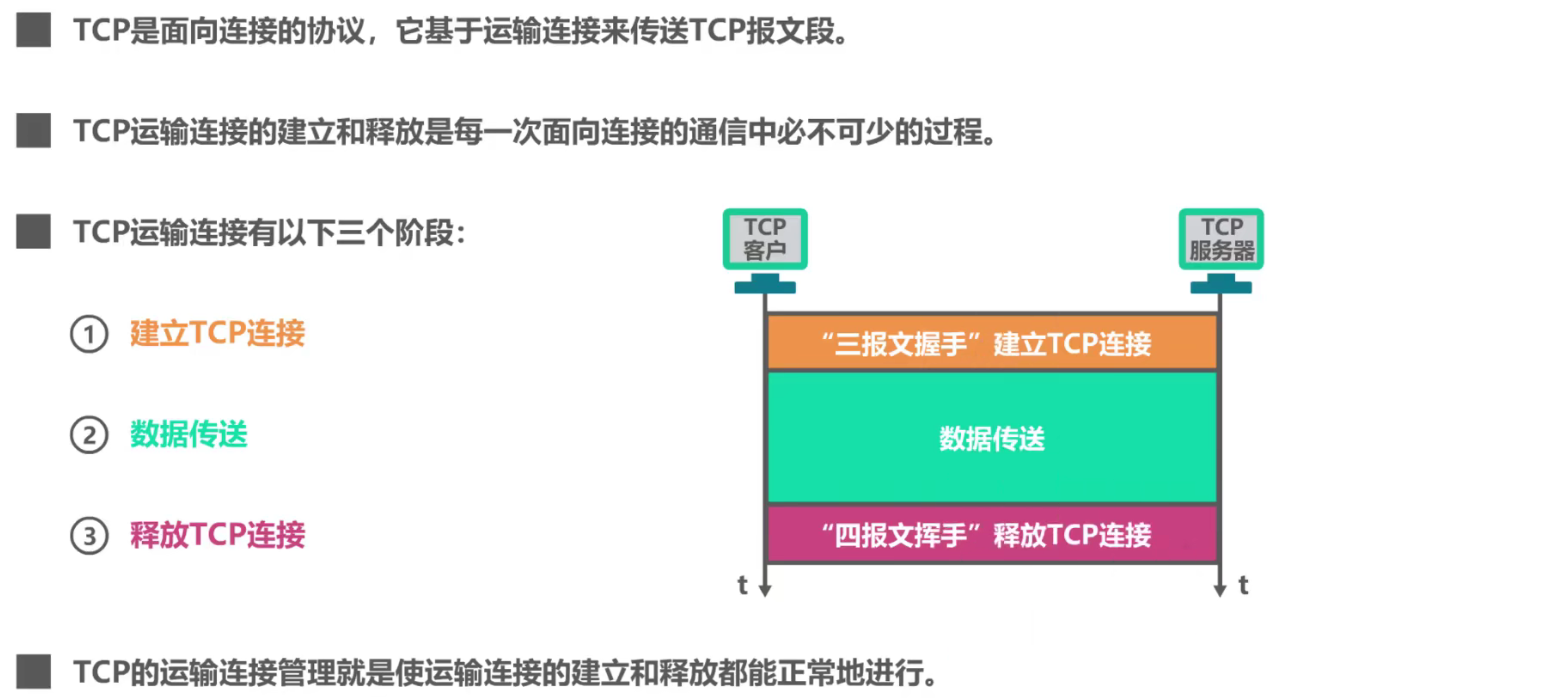 TCP是面向连接的协议，它基于运输连接来传送TCP报文段。
TCP运输连接的建立和释放是每一次面向连接的通信中必不可少的过程。
TCP运输连接有以下三个阶段：
① 建立TCP连接
② 数据传送
③ 释放TCP连接
TCP
客户
TCP
服务器
“三报文握手”建立TCP连接
数据传送
“四报文挥手”释放TCP连接
t
t
TCP的运输连接管理就是使运输连接的建立和释放都能正常地进行。